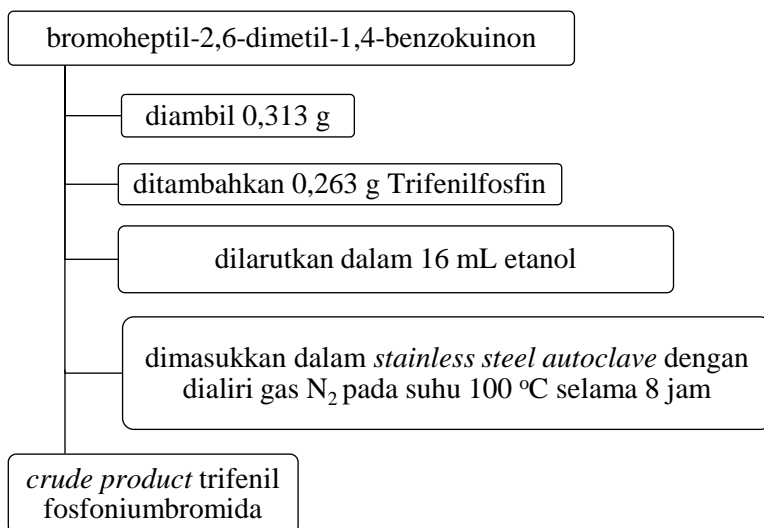 bromoheptil-2,6-dimetil-1,4-benzokuinon
diambil 0,313 g
ditambahkan 0,263 g Trifenilfosfin
dilarutkan dalam 16 mL etanol
dimasukkan dalam stainless steel autoclave dengan
dialiri gas N₂ pada suhu 100 °C selama 8 jam
crude product trifenil
fosfoniumbromida